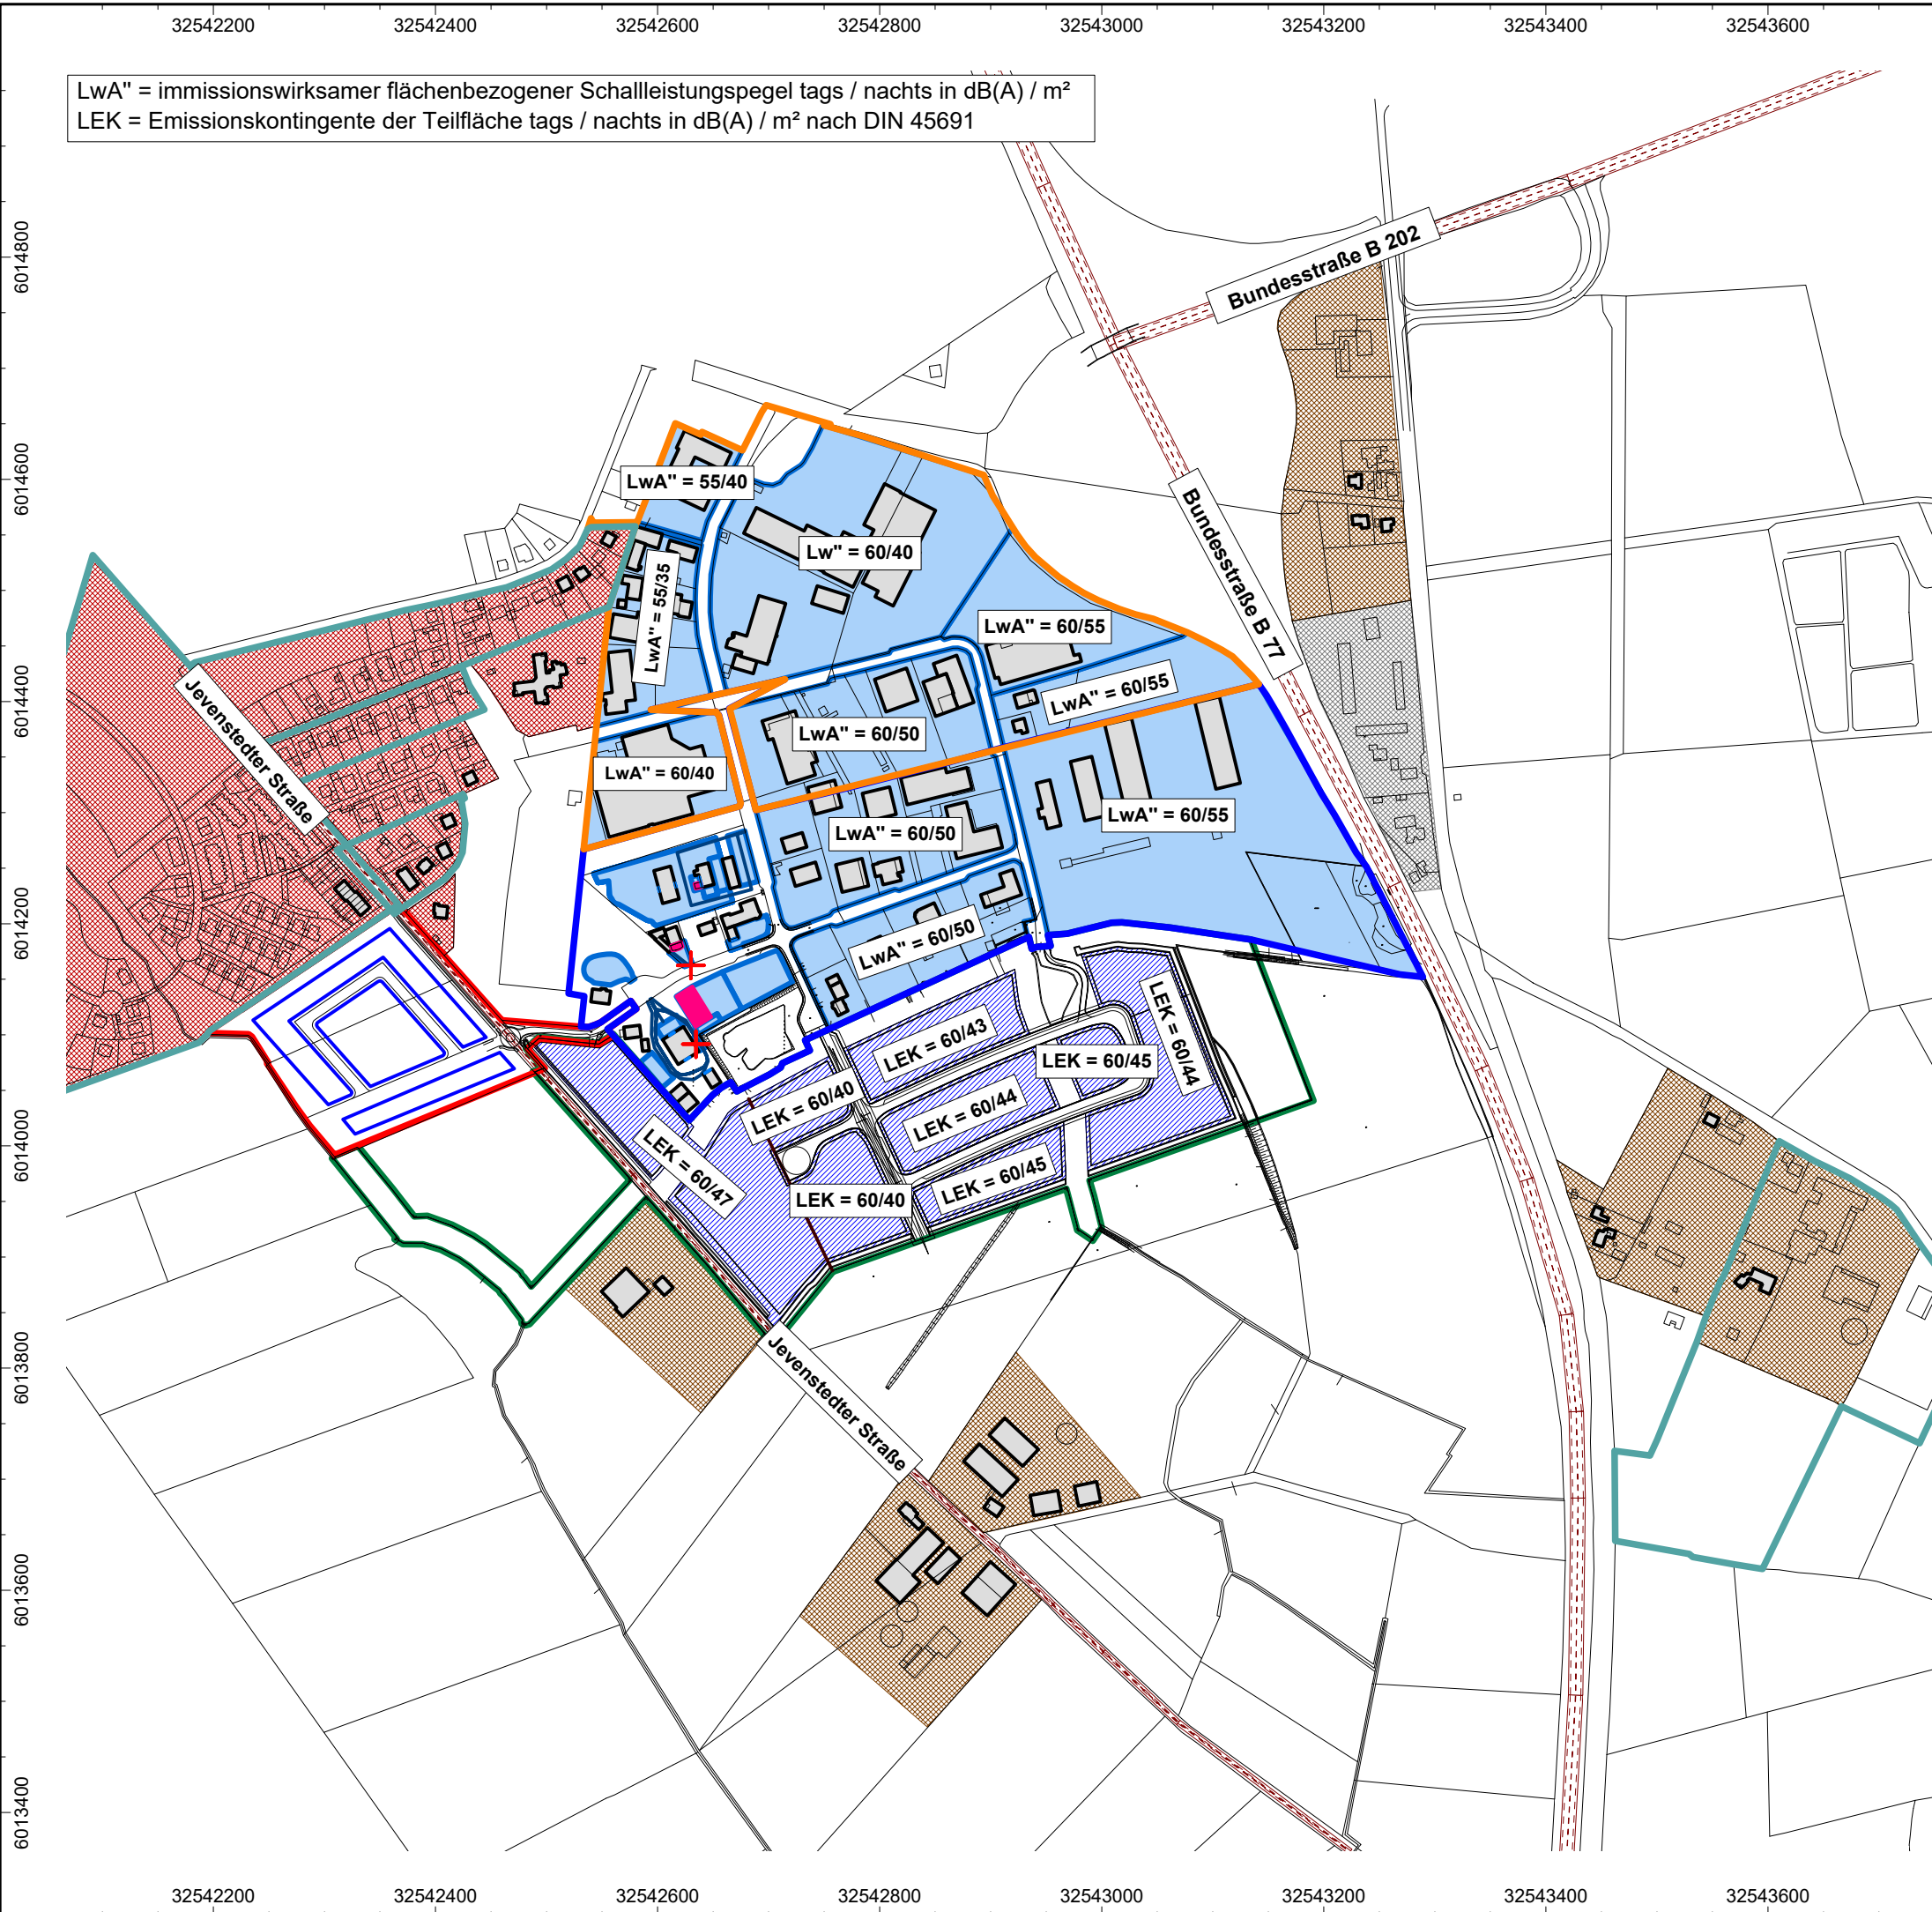 32542200 32542400 32542600 32542800 32543000 32543200 32543400 32543600
LwA" = immissionswirksamer flächenbezogener Schallleistungspegel tags / nachts in dB(A) / m²
LEK = Emissionskontingente der Teilfläche tags / nachts in dB(A) / m² nach DIN 45691
6014800
Bundesstraße B 202
6014600
LwA" = 55/40
Lw" = 60/40
Bundesstraße B 77
LwA" = 55/35
LwA" = 60/55
6014400
Jevenstedter Straße
LwA" = 60/55
LwA" = 60/50
LwA" = 60/40
LwA" = 60/50
LwA" = 60/55
6014200
LwA" = 60/50
LEK = 60/43
LEK = 60/44
LEK = 60/45
LEK = 60/40
LEK = 60/44
6014000
LEK = 60/47
LEK = 60/45
LEK = 60/40
6013800
Jevenstedter Straße
6013600
6013400
32542200 32542400 32542600 32542800 32543000 32543200 32543400 32543600